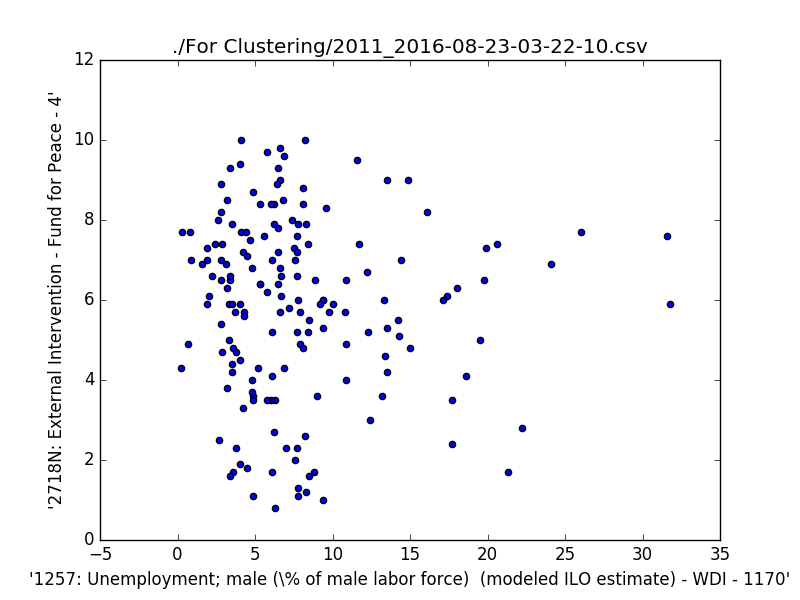 ./For Clustering/2011_2016-08-23-03-22-10.csv
12
10
8
6
4
2
0
'2718N: External Intervention - Fund for Peace - 4'
−5 0 5 10 15 20 25 30 35
'1257: Unemployment; male (\% of male labor force)  (modeled ILO estimate) - WDI - 1170'